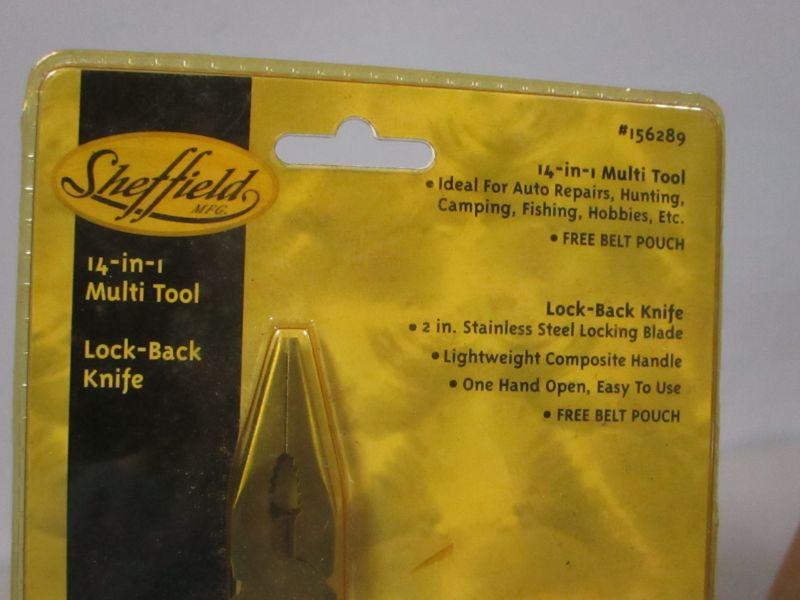 #156289
Sheffield
MFG.
14-in-1
Multi Tool
Lock-Back
Knife
14-in-1 Multi Tool
• Ideal For Auto Repairs, Hunting,
Camping, Fishing, Hobbies, Etc.
• FREE BELT POUCH
Lock-Back Knife
• 2 in. Stainless Steel Locking Blade
• Lightweight Composite Handle
• One Hand Open, Easy To Use
• FREE BELT POUCH